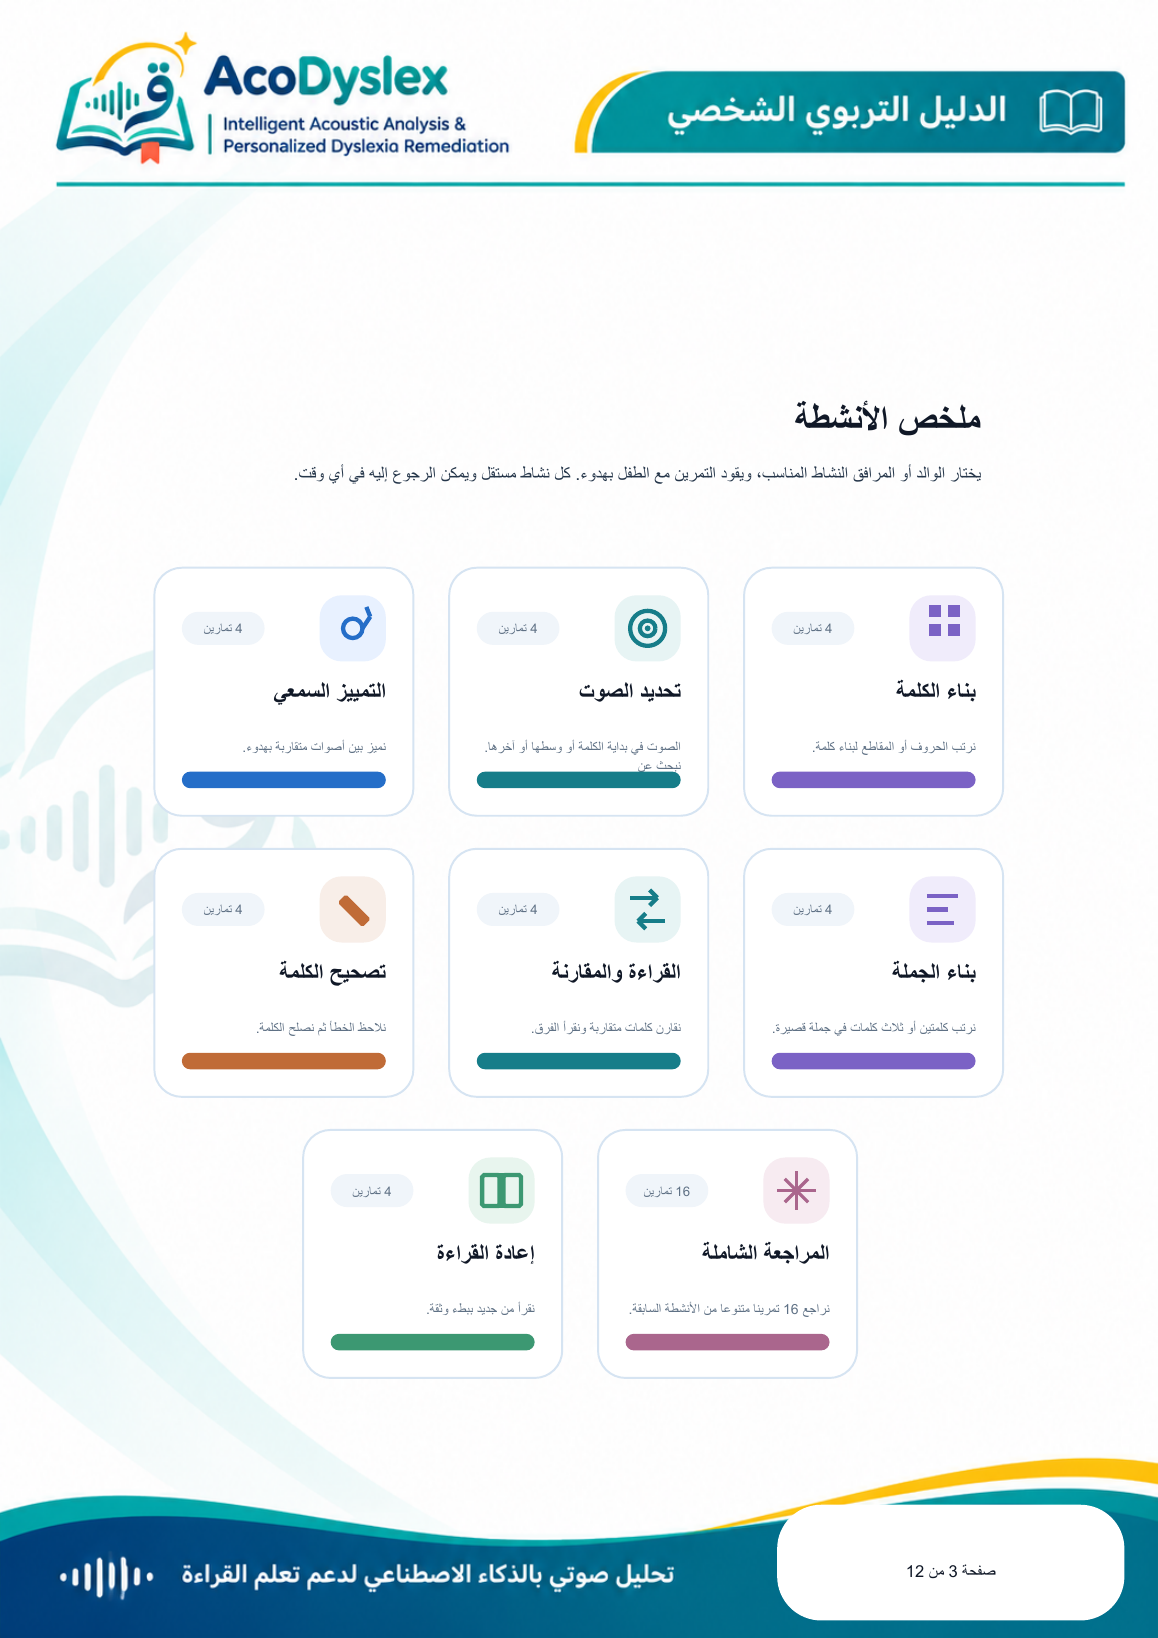 AcoDyslex
Intelligent Acoustic Analysis &
Personalized Dyslexia Remediation
الدليل التربوي الشخصي
ملخص الأنشطة
يختار الوالد أو المرافق النشاط المناسب، ويقود التمرين مع الطفل بهدوء. كل نشاط مستقل ويمكن الرجوع إليه في أي وقت.
4 تمارين
بناء الكلمة
نرتب الحروف أو المقاطع لبناء كلمة.
4 تمارين
تحديد الصوت
الصوت في بداية الكلمة أو وسطها أو آخرها.
نبحث عن
4 تمارين
التمييز السمعي
نميز بين أصوات متقاربة بهدوء.
4 تمارين
بناء الجملة
نرتب كلمتين أو ثلاث كلمات في جملة قصيرة.
4 تمارين
القراءة والمقارنة
نقارن كلمات متقاربة ونقرأ الفرق.
4 تمارين
تصحيح الكلمة
نلاحظ الخطأ ثم نصلح الكلمة.
16 تمارين
المراجعة الشاملة
نراجع 16 تمرينا متنوعا من الأنشطة السابقة.
4 تمارين
إعادة القراءة
نقرأ من جديد ببطء وثقة.
صفحة 3 من 12
تحليل صوتي بالذكاء الاصطناعي لدعم تعلم القراءة